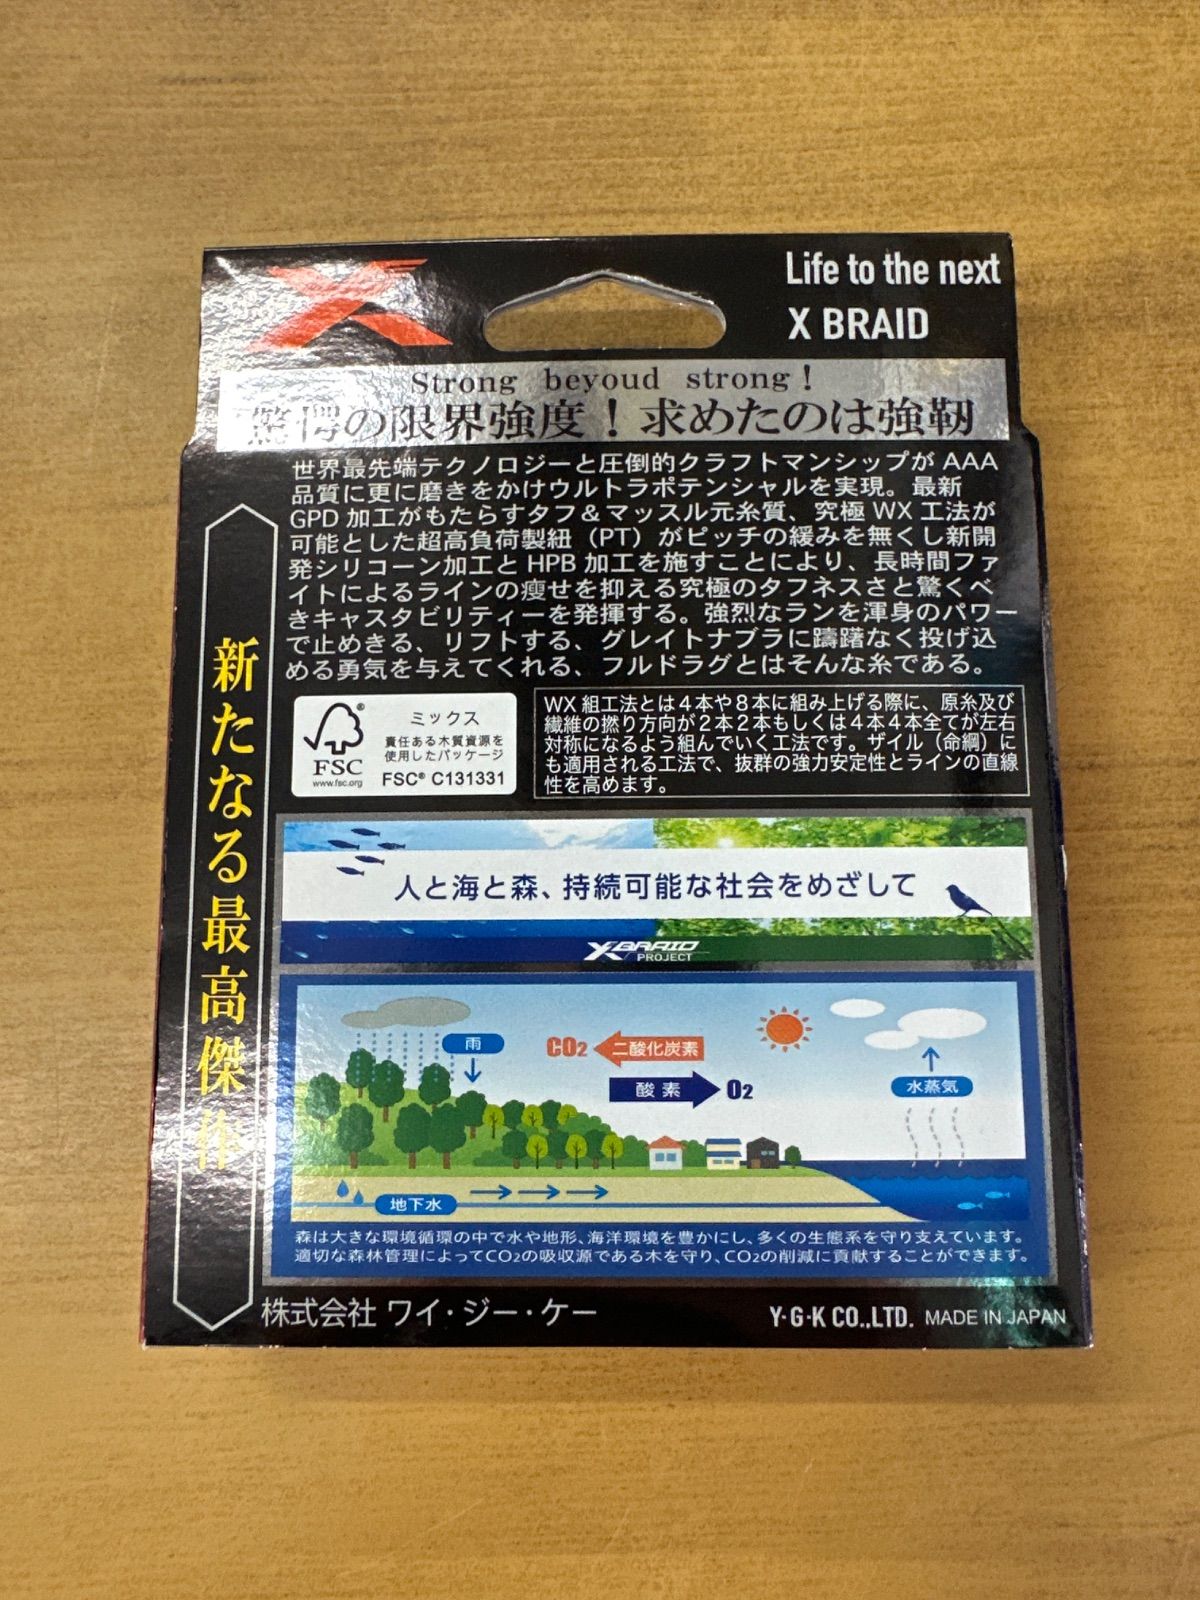 Life to the next
X BRAID
Strong beyoud strong!
驚愕の限界強度！求めたのは強靭
世界最先端テクノロジーと圧倒的クラフトマンシップが AAA
品質に更に磨きをかけウルトラポテンシャルを実現。最新
GPD 加工がもたらすタフ＆マッスル元糸質、究極 WX 工法が
可能とした超高負荷製紐（PT）がピッチの緩みを無くし新開
発シリコーン加工と HPB 加工を施すことにより、長時間ファ
イトによるラインの痩せを抑える究極のタフネスさと驚くべ
きキャスタビリティーを発揮する。強烈なランを渾身のパワー
で止めきる、リフトする、グレイトナブラに躊躇なく投げ込
める勇気を与えてくれる、フルドラグとはそんな糸である。
新たなる最高傑作
FSC
www.fsc.org
ミックス
責任ある木質資源を
使用したパッケージ
FSC® C131331
WX 組工法とは４本や８本に組み上げる際に、原糸及び
繊維の撚り方向が２本２本もしくは４本４本全てが左右
対称になるよう組んでいく工法です。ザイル（命綱）に
も適用される工法で、抜群の強力安定性とラインの直線
性を高めます。
人と海と森、持続可能な社会をめざして
X BRAID
PROJECT
雨
CO2 二酸化炭素
酸素 O2
水蒸気
地下水
森は大きな環境循環の中で水や地形、海洋環境を豊かにし、多くの生態系を守り支えています。
適切な森林管理によってCO2の吸収源である木を守り、CO2の削減に貢献することができます。
株式会社 ワイ・ジー・ケー
Y・G・K CO.,LTD. MADE IN JAPAN